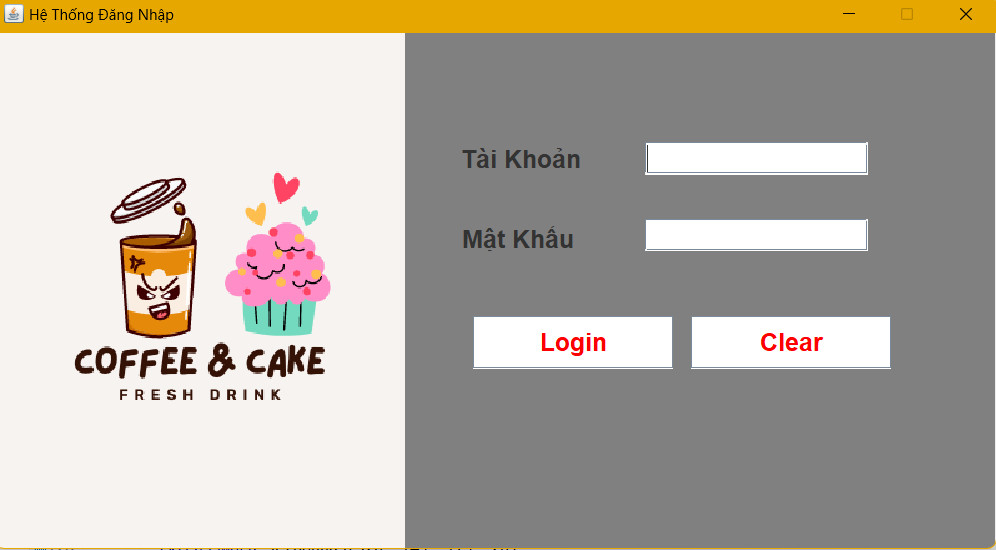 Hệ Thống Đăng Nhập
COFFEE & CAKE
FRESH DRINK
Tài Khoản
Mật Khẩu
Login
Clear